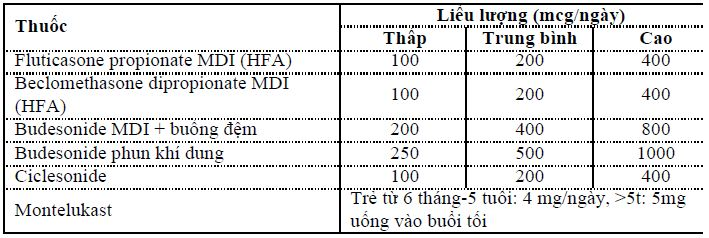 Thuốc
Liều lượng (mcg/ngày)
Thấp Trung bình Cao
Fluticasone propionate MDI (HFA) 100 200 400
Beclomethasone dipropionate MDI
(HFA) 100 200 400
Budesonide MDI + buồng đệm 200 400 800
Budesonide phun khí dung 250 500 1000
Ciclesonide 100 200 400
Montelukast
Trẻ từ 6 tháng-5 tuổi: 4 mg/ngày, >5t: 5mg
uống vào buổi tối